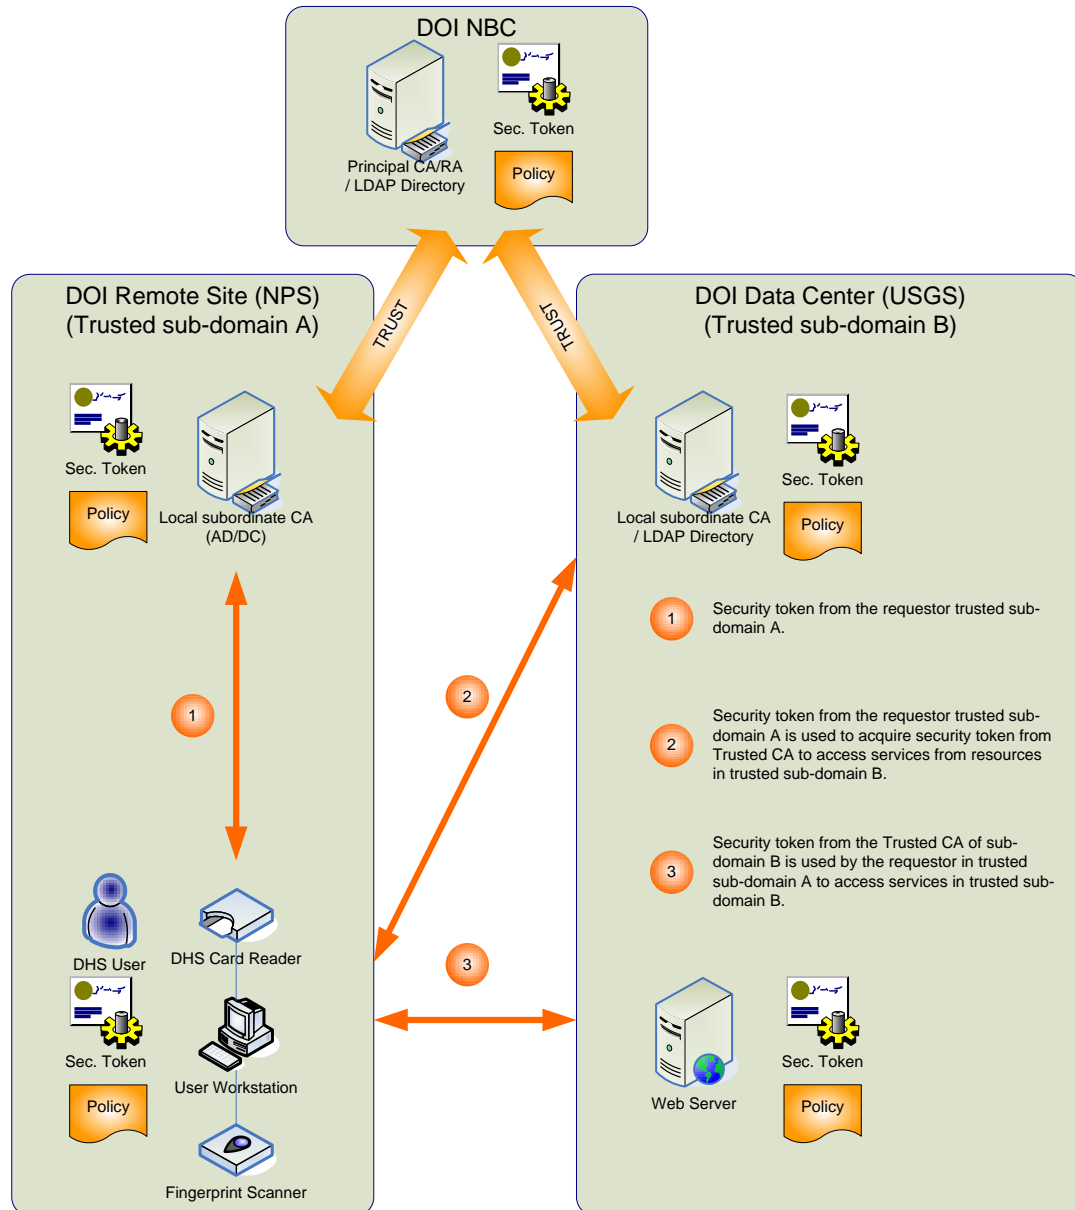 DOI NBC
Sec. Token
Principal CA/RA
/ LDAP Directory
Policy
TRUST
TRUST
DOI Remote Site (NPS)
(Trusted sub-domain A)
Sec. Token
Policy
Local subordinate CA
(AD/DC)
1
DHS User
DHS Card Reader
Sec. Token
User Workstation
Policy
Fingerprint Scanner
2
3
DOI Data Center (USGS)
(Trusted sub-domain B)
Sec. Token
Local subordinate CA
/ LDAP Directory
Policy
1
Security token from the requestor trusted sub-
domain A.
2
Security token from the requestor trusted sub-
domain A is used to acquire security token from
Trusted CA to access services from resources
in trusted sub-domain B.
3
Security token from the Trusted CA of sub-
domain B is used by the requestor in trusted
sub-domain A to access services in trusted sub-
domain B.
Sec. Token
Web Server
Policy